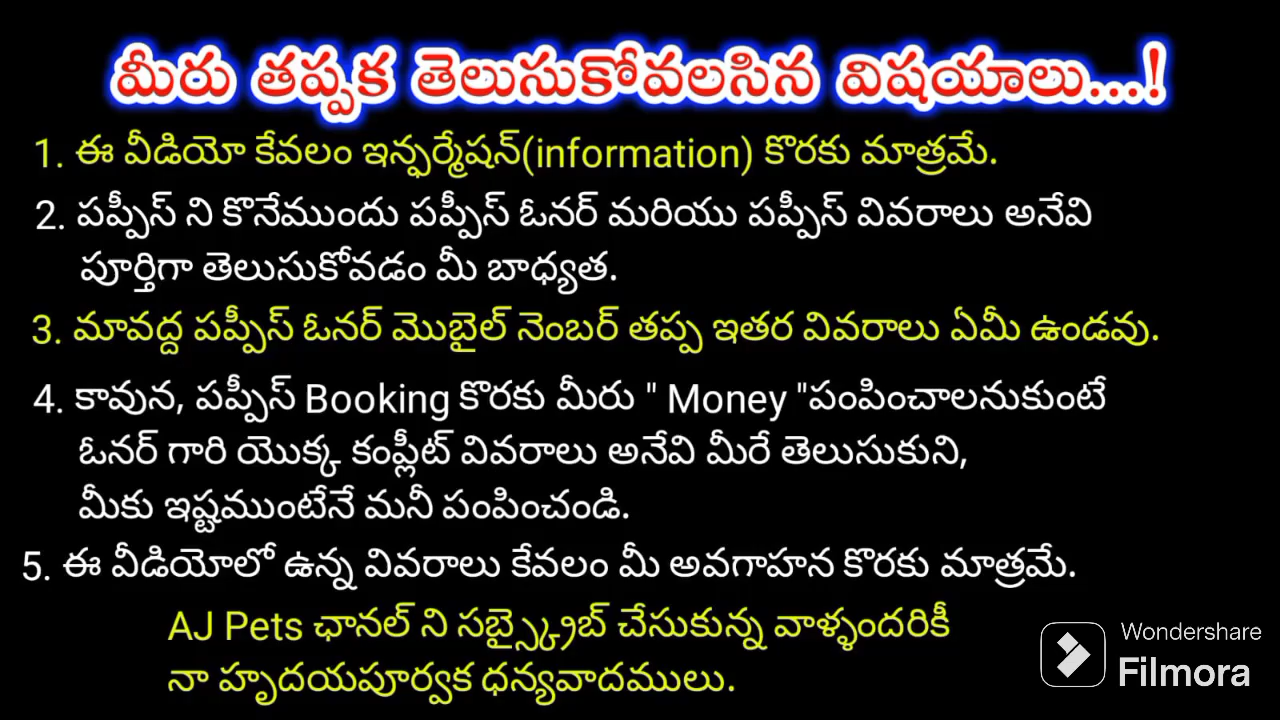 మీరు తప్పక తెలుసుకోవలసిన విషయాలు...!
1. ఈ వీడియో కేవలం ఇన్ఫర్మేషన్(information) కొరకు మాత్రమే.
2. పప్పీస్ ని కొనేముందు పప్పీస్ ఓనర్ మరియు పప్పీస్ వివరాలు అనేవి
పూర్తిగా తెలుసుకోవడం మీ బాధ్యత.
3. మావద్ద పప్పీస్ ఓనర్ మొబైల్ నెంబర్ తప్ప ఇతర వివరాలు ఏమీ ఉండవు.
4. కావున, పప్పీస్ Booking కొరకు మీరు " Money "పంపించాలనుకుంటే
ఓనర్ గారి యొక్క కంప్లీట్ వివరాలు అనేవి మీరే తెలుసుకుని,
మీకు ఇష్టముంటేనే మనీ పంపించండి.
5. ఈ వీడియోలో ఉన్న వివరాలు కేవలం మీ అవగాహన కొరకు మాత్రమే.
AJ Pets ఛానల్ ని సబ్స్క్రైబ్ చేసుకున్న వాళ్ళందరికీ
నా హృదయపూర్వక ధన్యవాదములు.
Wondershare
Filmora